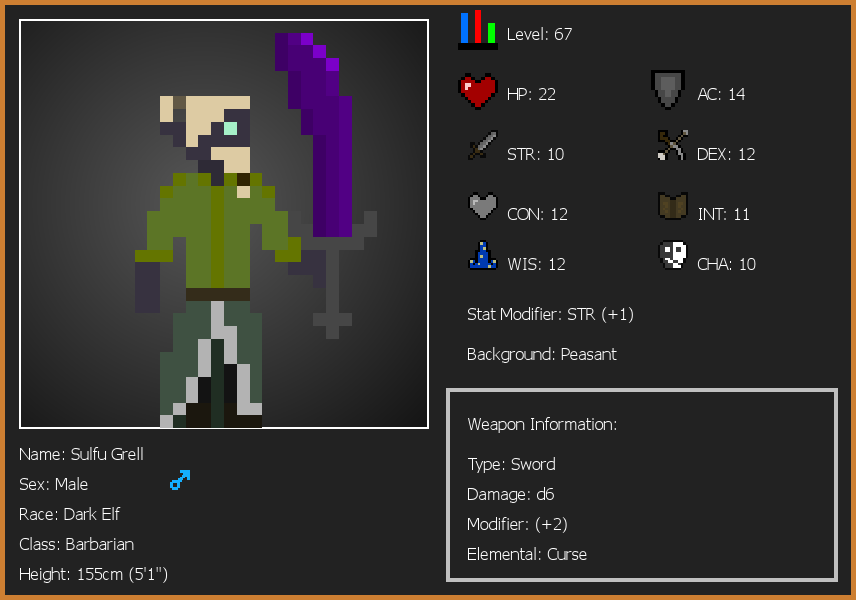 Level: 67
HP: 22
AC: 14
STR: 10
DEX: 12
CON: 12
INT: 11
WIS: 12
CHA: 10
Stat Modifier: STR (+1)
Background: Peasant
Weapon Information:
Type: Sword
Damage: d6
Modifier: (+2)
Elemental: Curse
Name: Sulfu Grell
Sex: Male
Race: Dark Elf
Class: Barbarian
Height: 155cm (5'1")